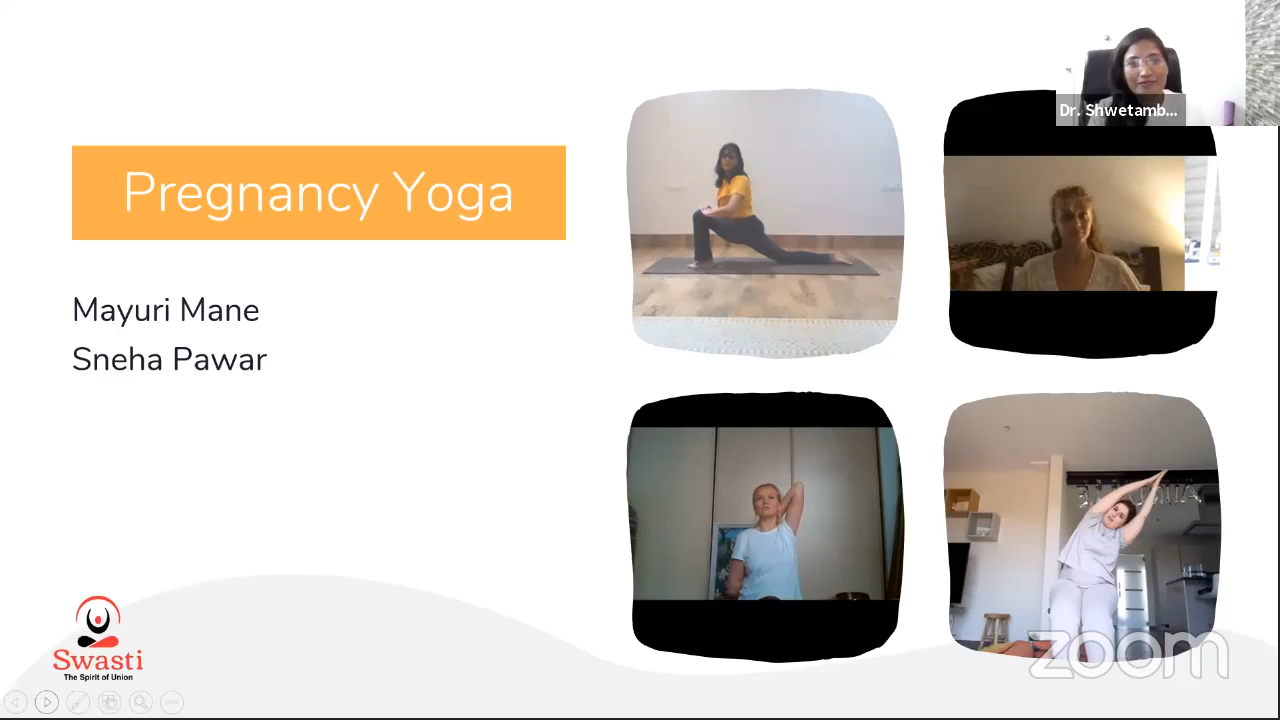 Pregnancy Yoga
Mayuri Mane
Sneha Pawar
Dr. Shwetamb...
Swasti
The Spirit of Union
zoom